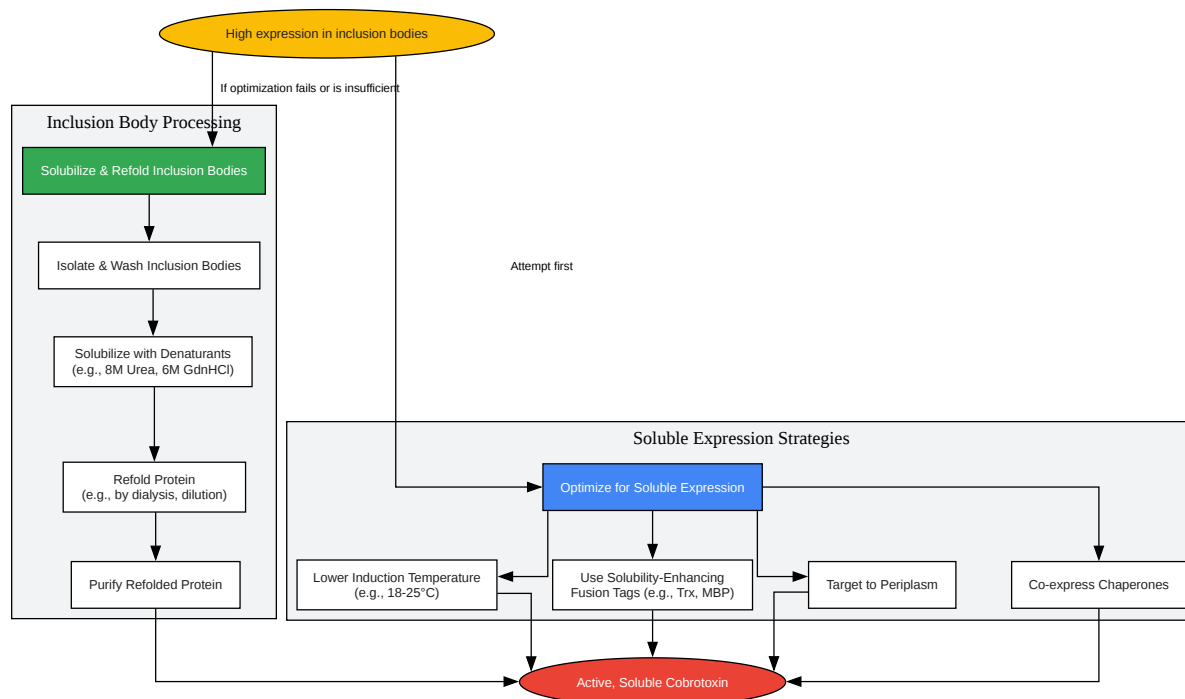 High expression in inclusion bodies
If optimization fails or is insufficient
Inclusion Body Processing
Solubilize & Refold Inclusion Bodies
Isolate & Wash Inclusion Bodies
Attempt first
Solubilize with Denaturants
(e.g., 8M Urea, 6M GdnHCl)
Refold Protein
(e.g., by dialysis, dilution)
Purify Refolded Protein
Soluble Expression Strategies
Optimize for Soluble Expression
Lower Induction Temperature
(e.g., 18-25°C)
Use Solubility-Enhancing
Fusion Tags (e.g., Trx, MBP)
Target to Periplasm
Co-express Chaperones
Active, Soluble Cobrotoxin